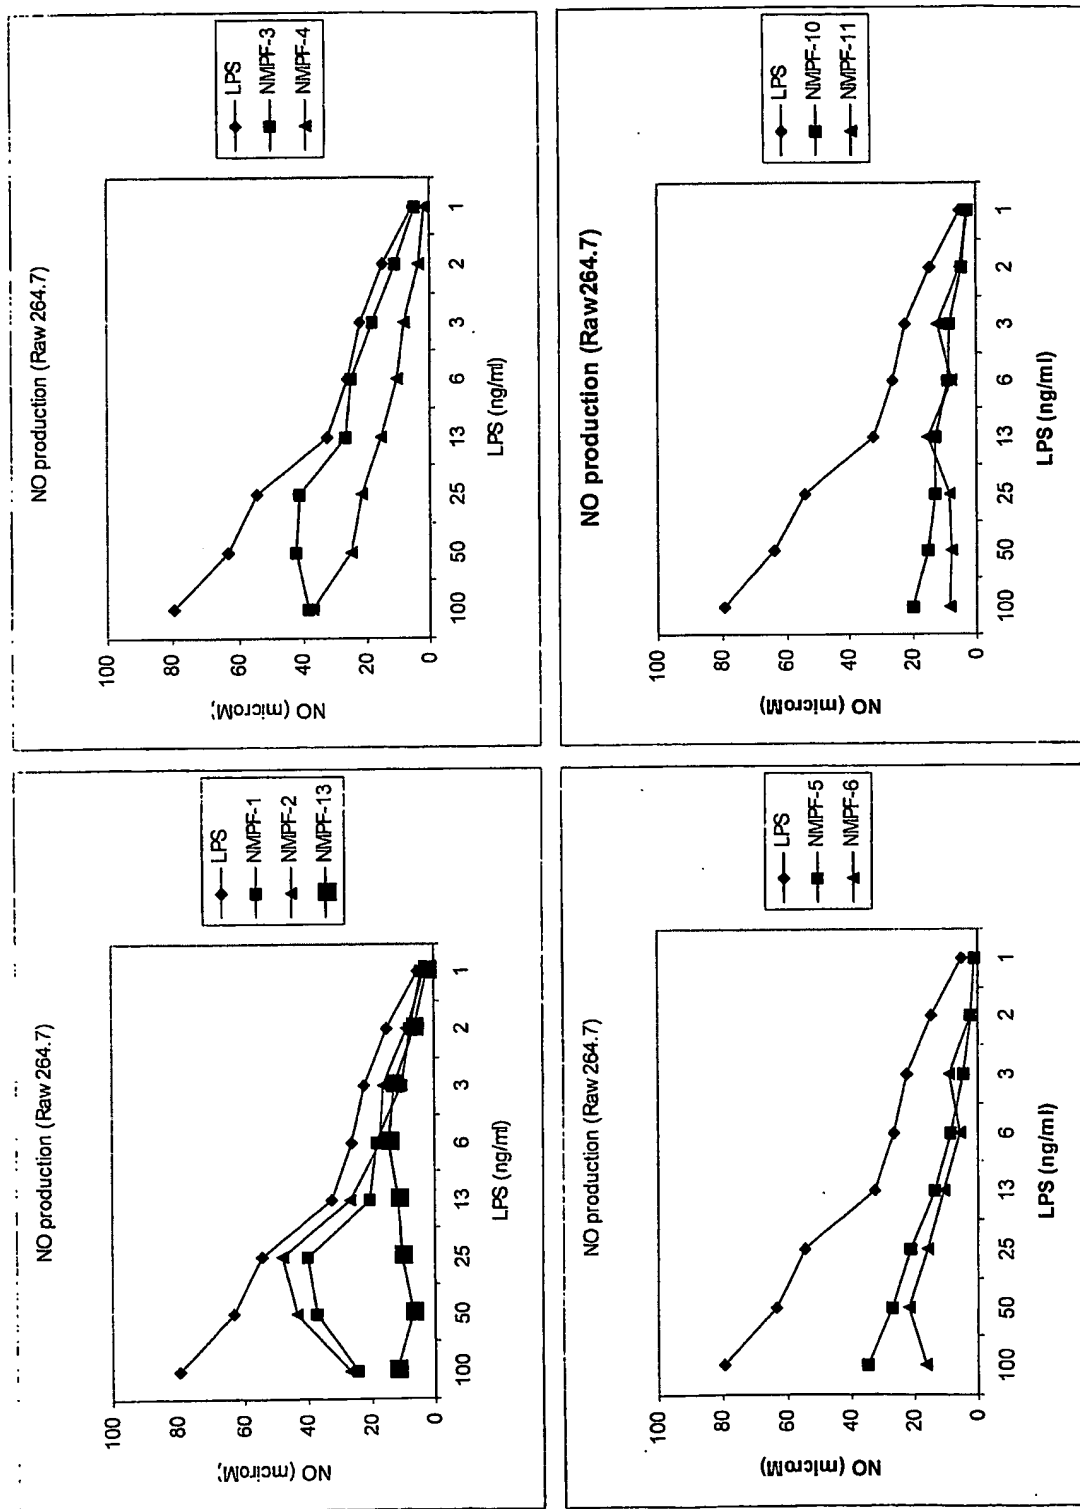 NO production (Raw 264.7)
100
80
60
40
20
0
NO (mciroM)
100 50 25 13 6 3 2 1
LPS (ng/ml)
LPS
NMPF-1
NMPF-2
NMPF-13
NO production (Raw 264.7)
100
80
60
40
20
0
NO (microM)
100 50 25 13 6 3 2 1
LPS (ng/ml)
LPS
NMPF-3
NMPF-4
NO production (Raw 264.7)
100
80
60
40
20
0
NO (microM)
100 50 25 13 6 3 2 1
LPS (ng/ml)
LPS
NMPF-5
NMPF-6
NO production (Raw264.7)
100
80
60
40
20
0
NO (microM)
100 50 25 13 6 3 2 1
LPS (ng/ml)
LPS
NMPF-10
NMPF-11